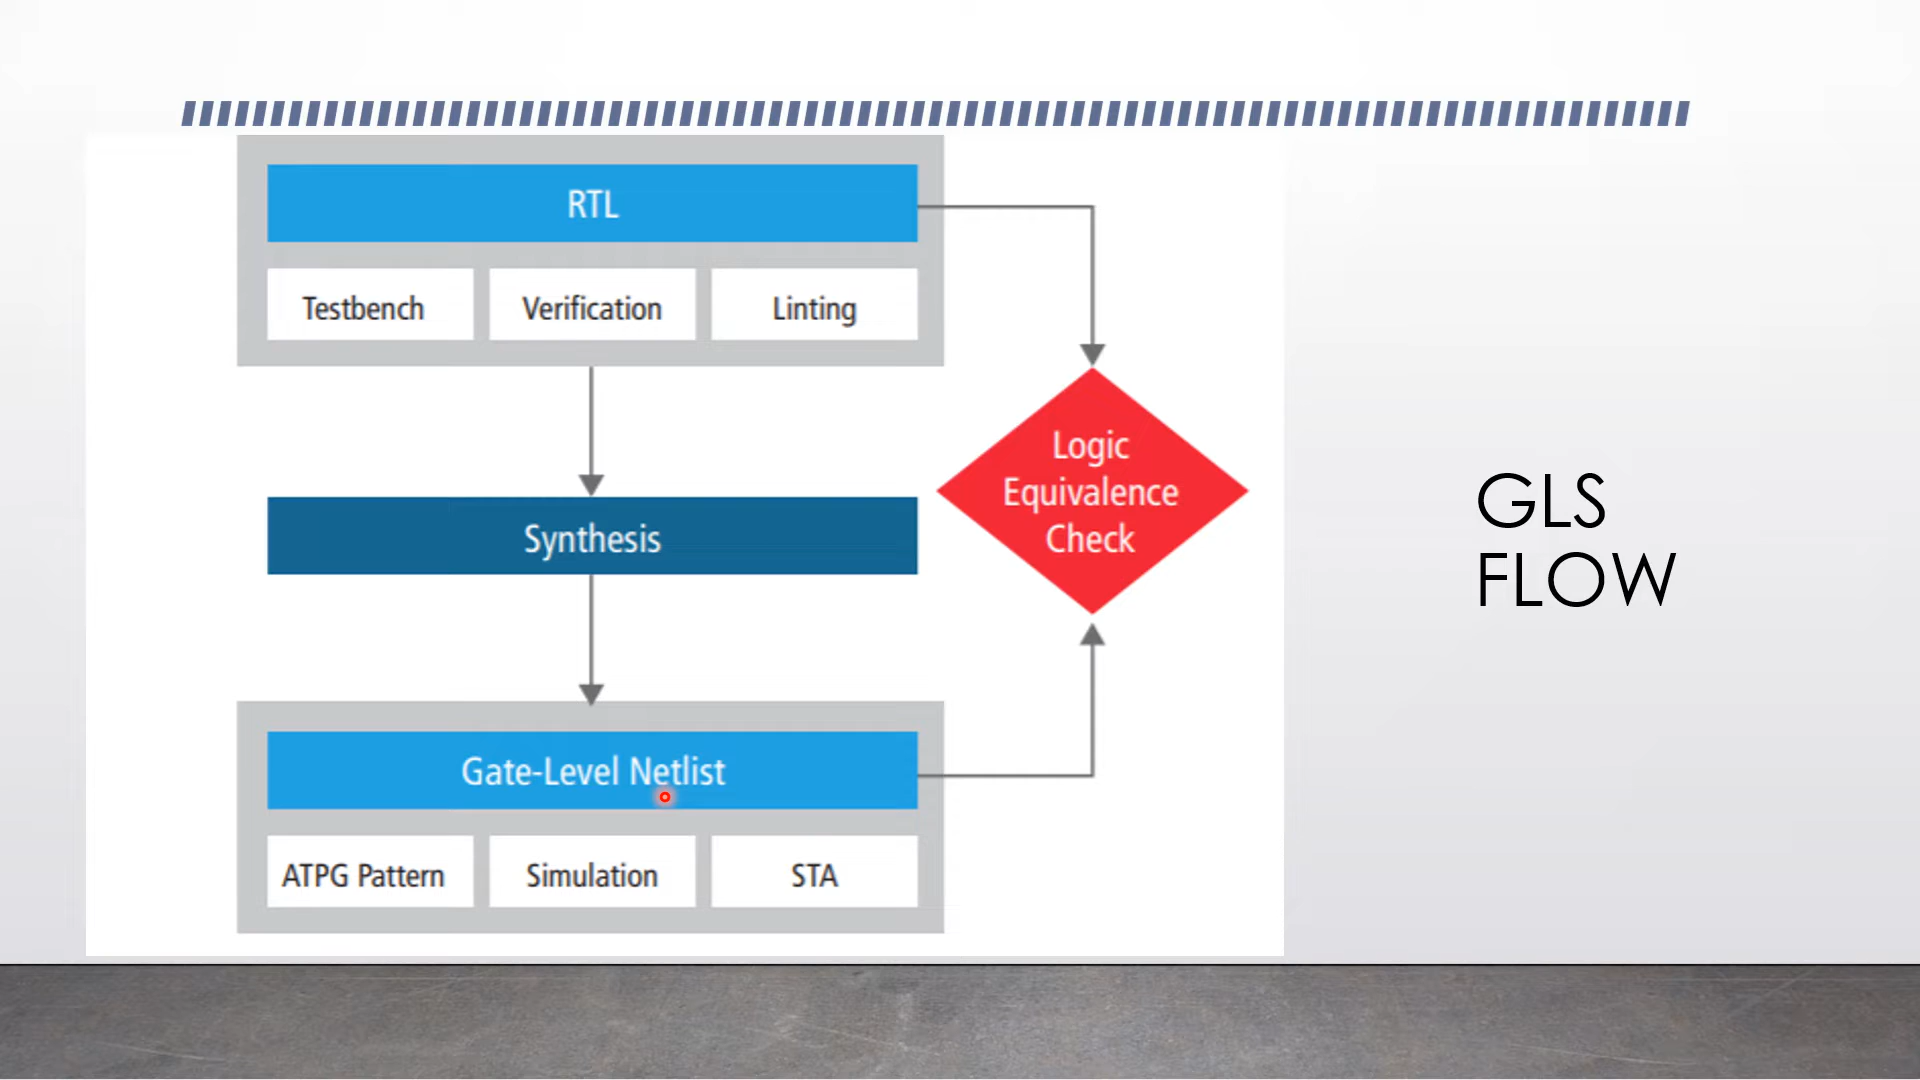 RTL
Testbench
Verification
Linting
Logic
Equivalence
Check
Synthesis
GLS
FLOW
Gate-Level Netlist
ATPG Pattern
Simulation
STA